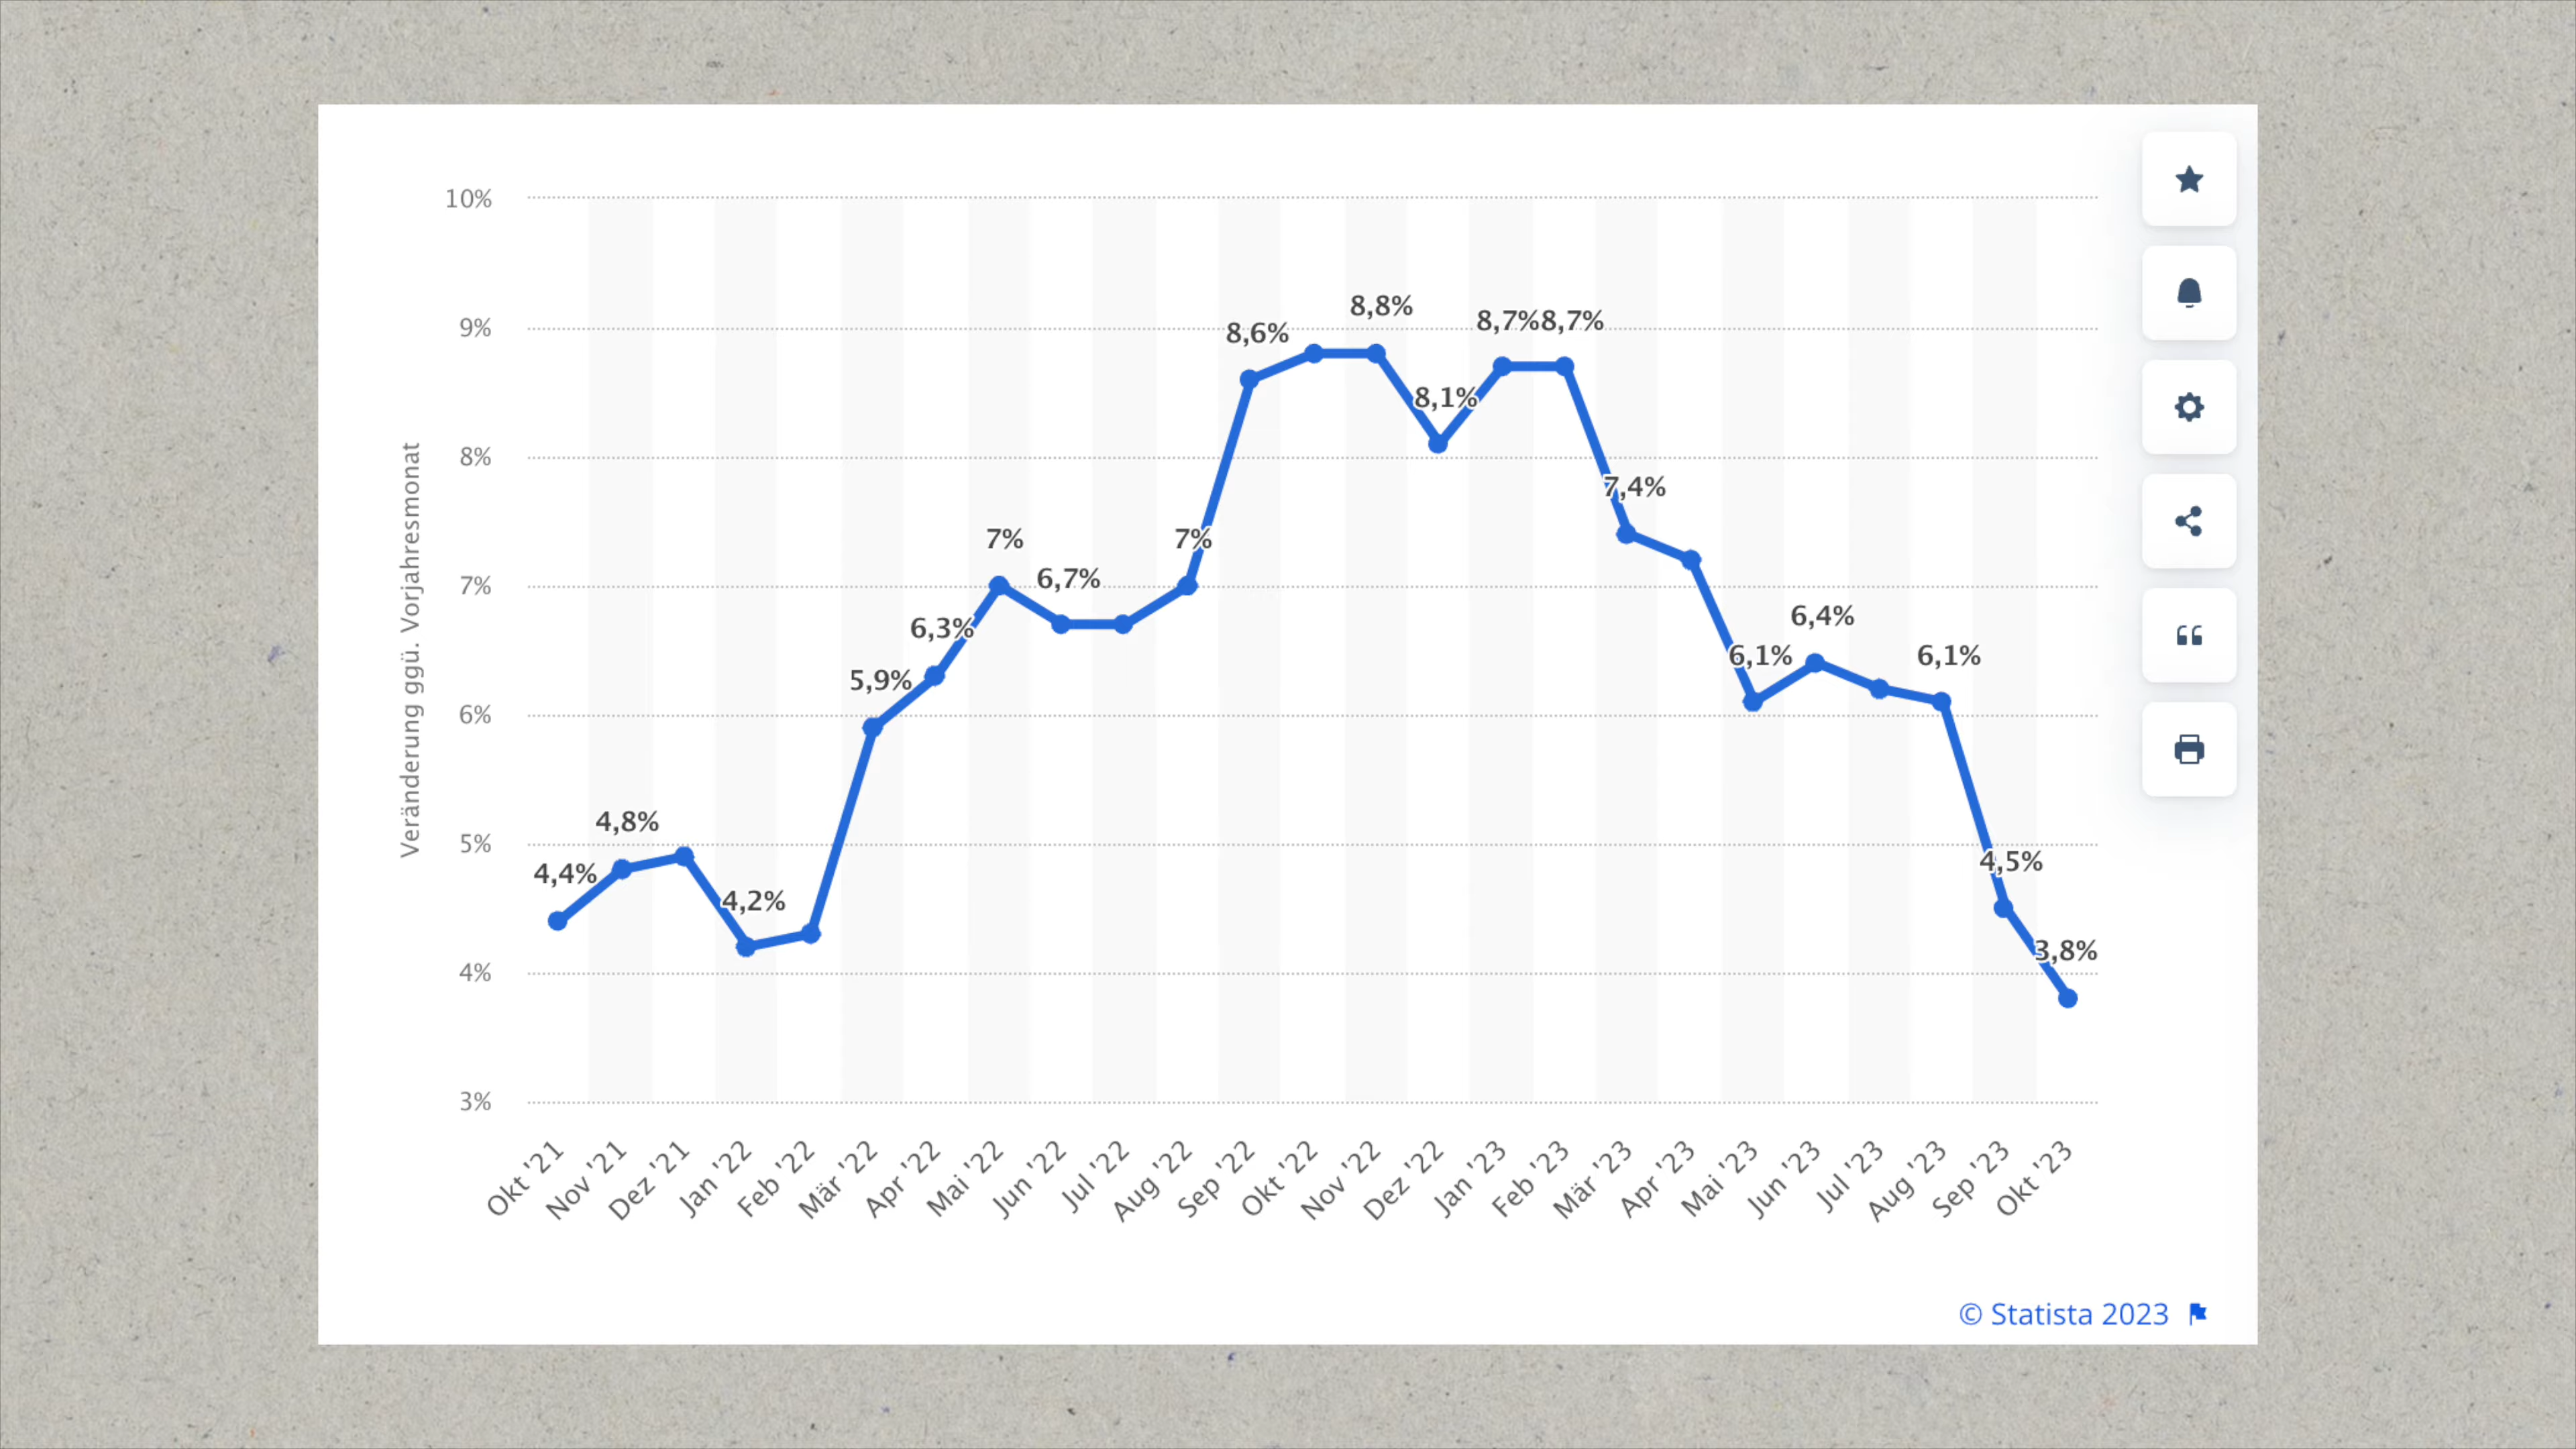 Veränderung ggü. Vorjahresmonat
10%
9%
8%
7%
6%
5%
4%
3%
4,4%
4,8%
4,2%
5,9%
6,3%
7%
6,7%
7%
8,6%
8,8%
8,1%
8,7%
8,7%
7,4%
6,1%
6,4%
6,1%
4,5%
3,8%
Okt '21
Nov '21
Dez '21
Jan '22
Feb '22
Mär '22
Apr '22
Mai '22
Jun '22
Jul '22
Aug '22
Sep '22
Okt '22
Nov '22
Dez '22
Jan '23
Feb '23
Mär '23
Apr '23
Mai '23
Jun '23
Jul '23
Aug '23
Sep '23
Okt '23
© Statista 2023